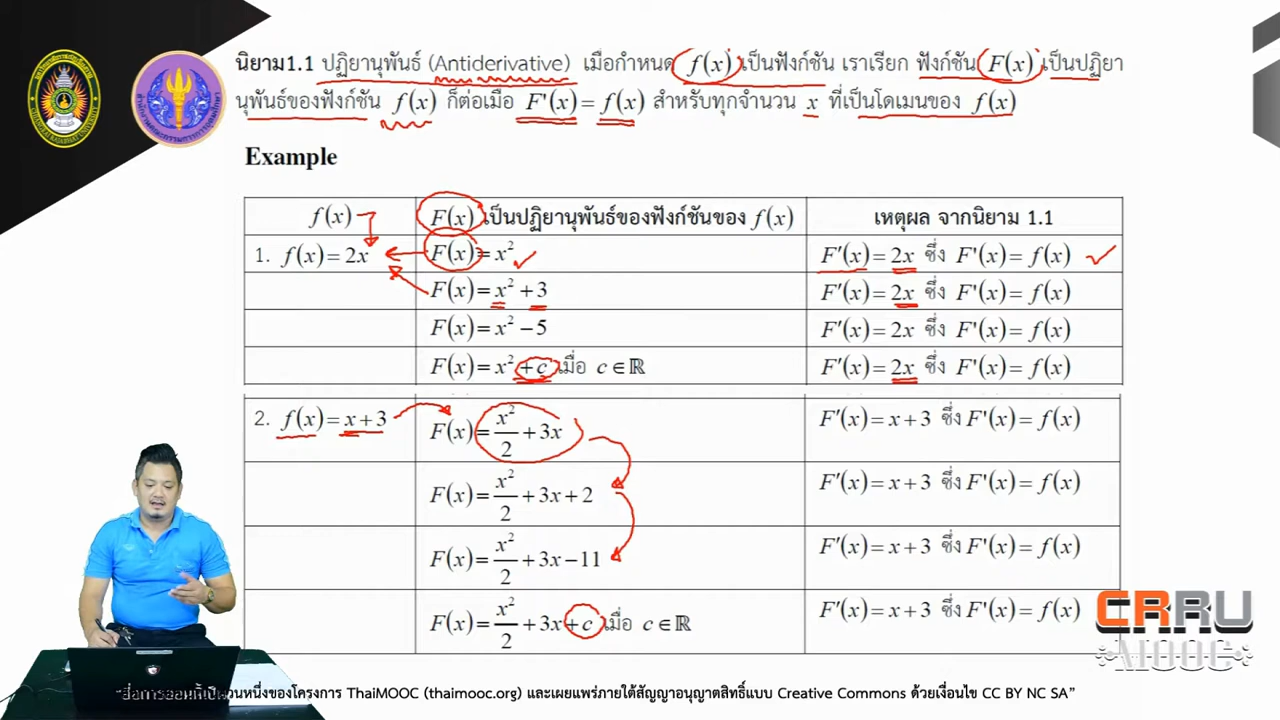 นิยาม1.1 ปฏิยานุพันธ์ (Antiderivative) เมื่อกำหนด f(x) เป็นฟังก์ชัน เราเรียก ฟังก์ชัน F(x) เป็นปฏิยา
นุพันธ์ของฟังก์ชัน f(x) ก็ต่อเมื่อ F'(x) = f(x) สำหรับทุกจำนวน x ที่เป็นโดเมนของ f(x)
Example
f(x) F(x) เป็นปฏิยานุพันธ์ของฟังก์ชันของ f(x) เหตุผล จากนิยาม 1.1
1. f(x) = 2x F(x) = x² F'(x) = 2x ซึ่ง F'(x) = f(x)
F(x) = x² + 3 F'(x) = 2x ซึ่ง F'(x) = f(x)
F(x) = x² − 5 F'(x) = 2x ซึ่ง F'(x) = f(x)
F(x) = x² + c เมื่อ c ∈ ℝ F'(x) = 2x ซึ่ง F'(x) = f(x)
2. f(x) = x + 3 F(x) = x²/2 + 3x F'(x) = x + 3 ซึ่ง F'(x) = f(x)
F(x) = x²/2 + 3x + 2 F'(x) = x + 3 ซึ่ง F'(x) = f(x)
F(x) = x²/2 + 3x − 11 F'(x) = x + 3 ซึ่ง F'(x) = f(x)
F(x) = x²/2 + 3x + c เมื่อ c ∈ ℝ F'(x) = x + 3 ซึ่ง F'(x) = f(x)
CRRU
MOOC
"สื่อการสอนนี้เป็นส่วนหนึ่งของโครงการ ThaiMOOC (thaimooc.org) และเผยแพร่ภายใต้สัญญาอนุญาตสิทธิ์แบบ Creative Commons ด้วยเงื่อนไข CC BY NC SA"